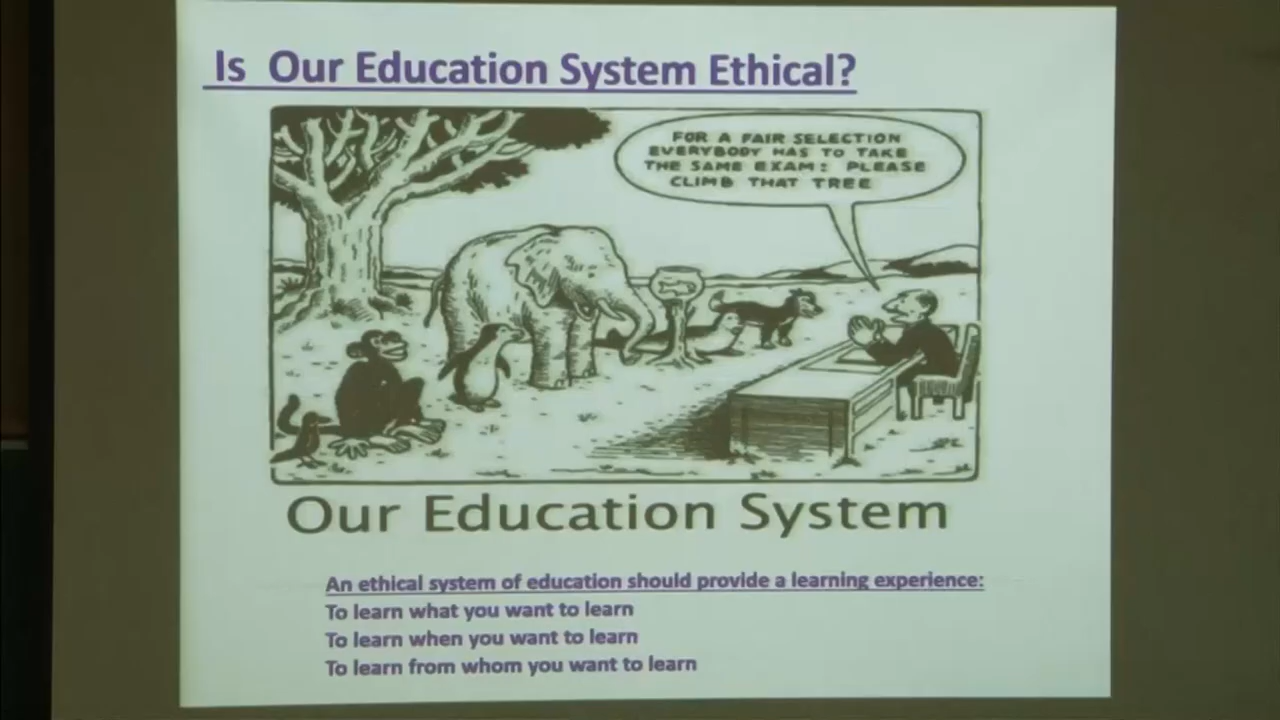 Is Our Education System Ethical?
FOR A FAIR SELECTION
EVERYBODY HAS TO TAKE
THE SAME EXAM: PLEASE
CLIMB THAT TREE
Our Education System
An ethical system of education should provide a learning experience:
To learn what you want to learn
To learn when you want to learn
To learn from whom you want to learn